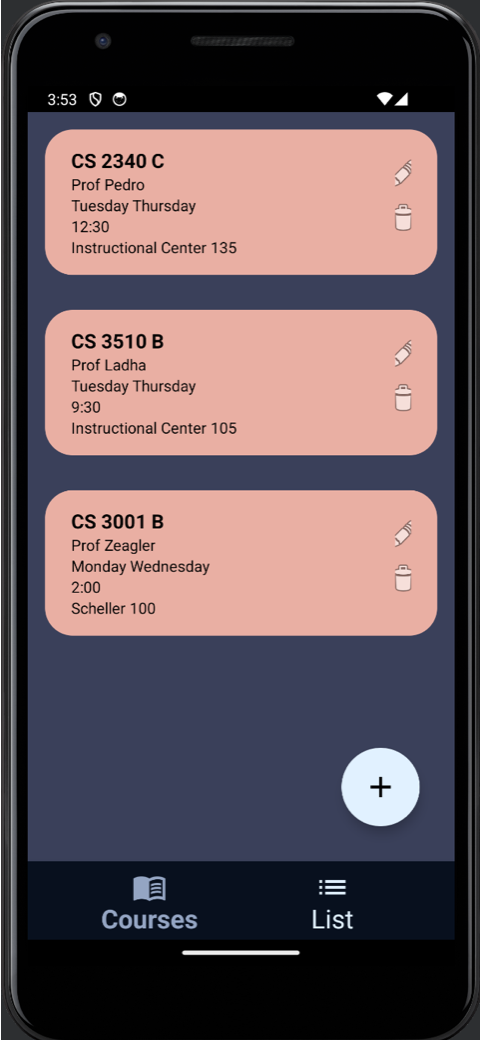 3:53
CS 2340 C
Prof Pedro
Tuesday Thursday
12:30
Instructional Center 135
CS 3510 B
Prof Ladha
Tuesday Thursday
9:30
Instructional Center 105
CS 3001 B
Prof Zeagler
Monday Wednesday
2:00
Scheller 100
+
Courses
List